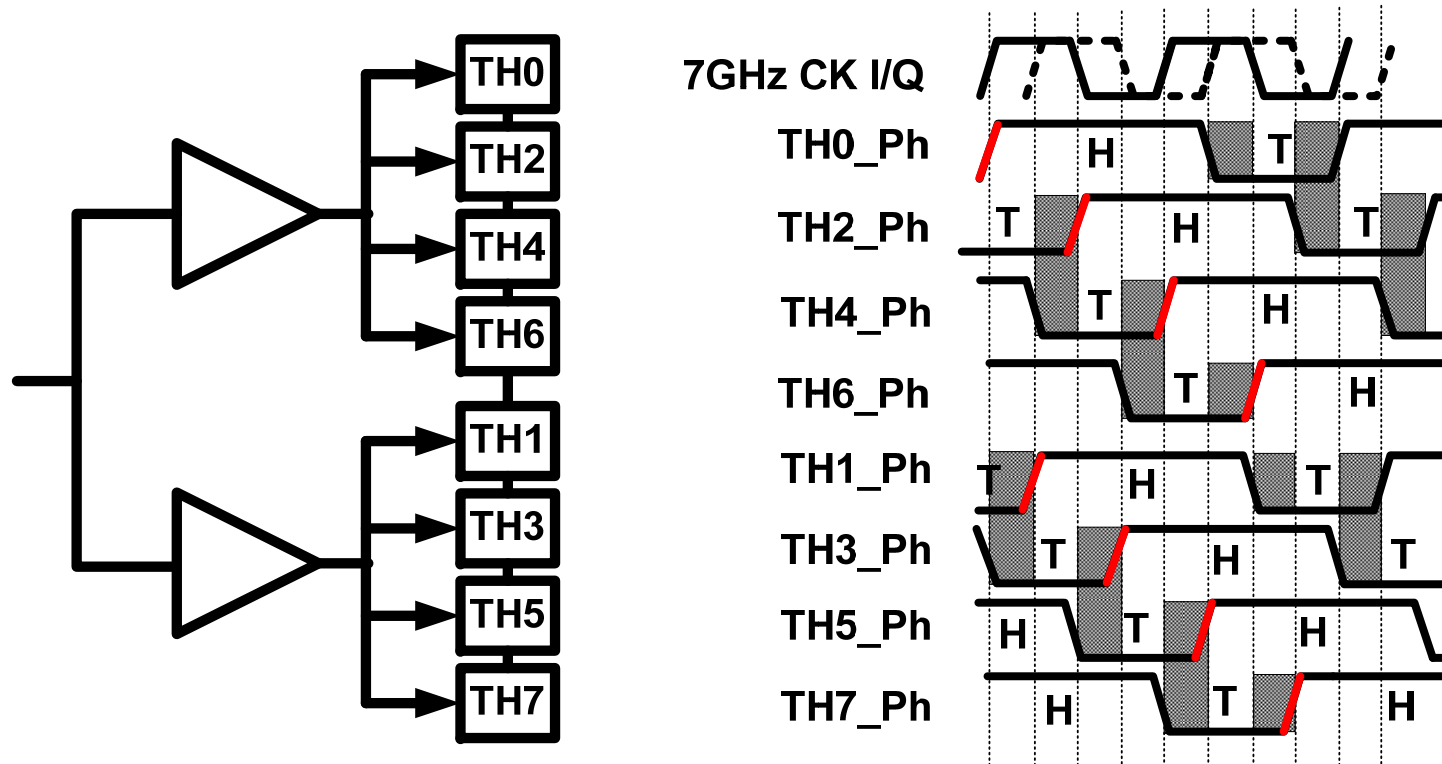 TH0
TH2
TH4
TH6
TH1
TH3
TH5
TH7
7GHz CK I/Q
TH0_Ph H T
TH2_Ph T H T
TH4_Ph T H
TH6_Ph T H
TH1_Ph T H T
TH3_Ph T H T
TH5_Ph H T H
TH7_Ph H T H